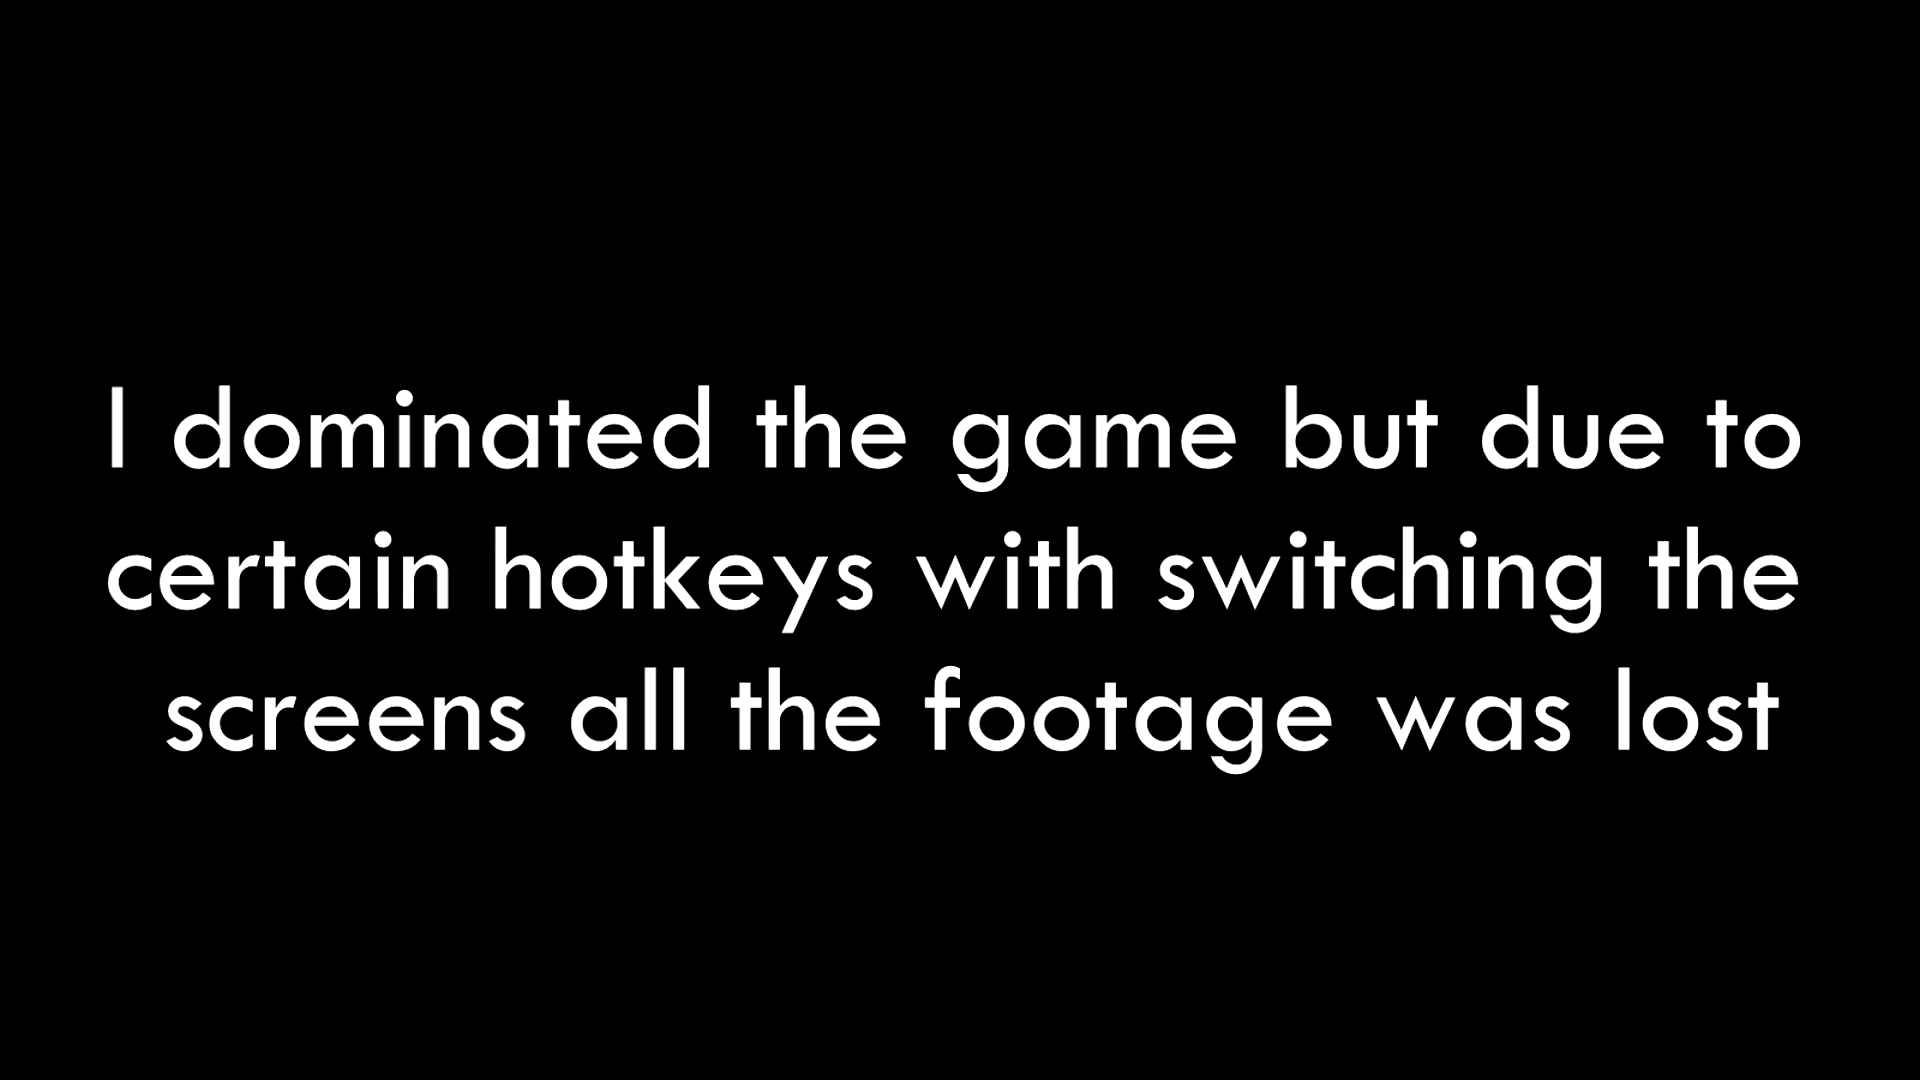 I dominated the game but due to
certain hotkeys with switching the
screens all the footage was lost